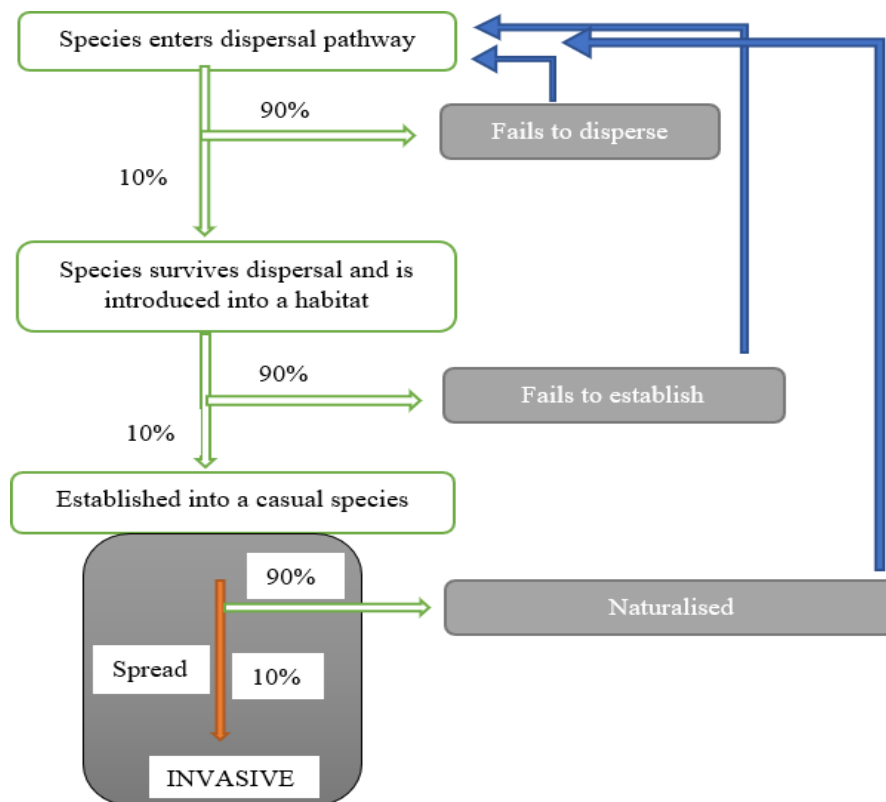 Species enters dispersal pathway
90%
Fails to disperse
10%
Species survives dispersal and is
introduced into a habitat
90%
Fails to establish
10%
Established into a casual species
90%
Naturalised
Spread
10%
INVASIVE